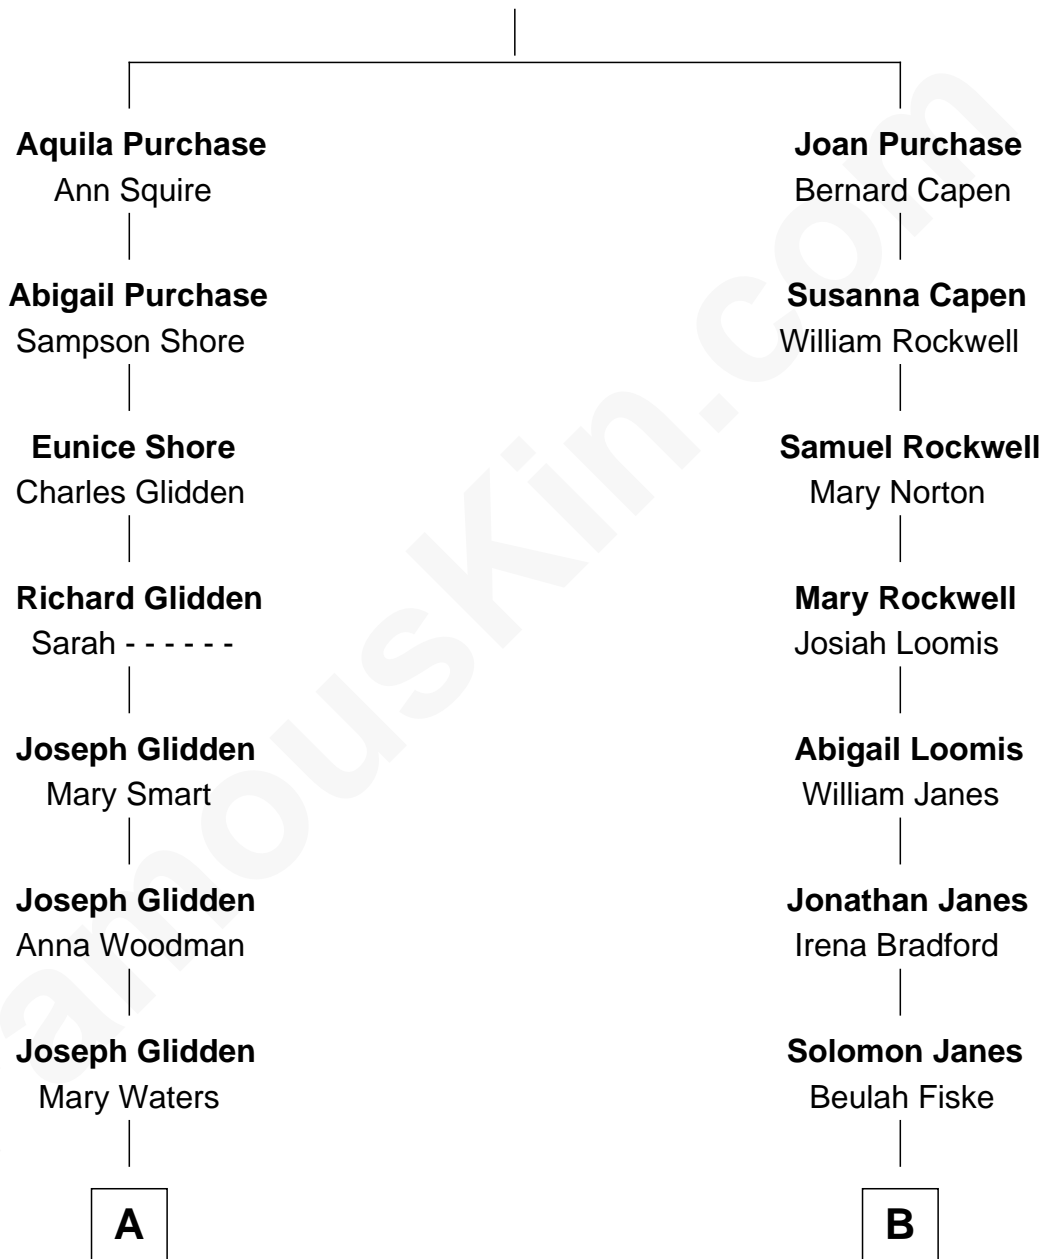 Aquila Purchase
Ann Squire
Abigail Purchase
Sampson Shore
Eunice Shore
Charles Glidden
Richard Glidden
Sarah - - - - - -
Joseph Glidden
Mary Smart
Joseph Glidden
Anna Woodman
Joseph Glidden
Mary Waters
A
Joan Purchase
Bernard Capen
Susanna Capen
William Rockwell
Samuel Rockwell
Mary Norton
Mary Rockwell
Josiah Loomis
Abigail Loomis
William Janes
Jonathan Janes
Irena Bradford
Solomon Janes
Beulah Fiske
B
amouskin.com